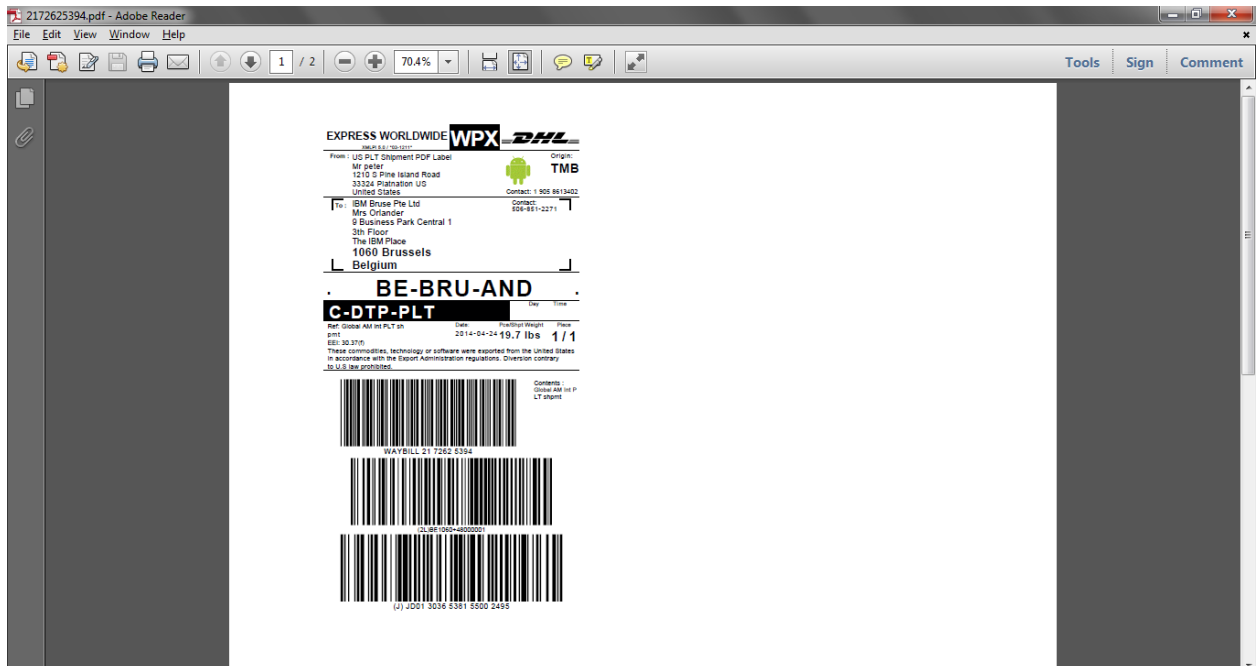 2172625394.pdf - Adobe Reader
File Edit View Window Help
1 / 2 70.4% Tools Sign Comment
EXPRESS WORLDWIDE WPX DHL
XMLPI 5.0 / *00-1211*
From : US PLT Shipment PDF Label
Origin:
Mr peter
TMB
1210 S Pine Island Road
33324 Platnation US
United States
Contact: 1 905 8613402
To : IBM Bruse Pte Ltd
Contact:
506-851-2271
Mrs Orlander
9 Business Park Central 1
3th Floor
The IBM Place
1060 Brussels
Belgium
. BE-BRU-AND .
C-DTP-PLT
Day Time
Ref: Global AM Int PLT sh
pmt
Date: Pce/Shpt Weight Piece
2014-04-24 19.7 lbs 1 / 1
EEI: 30.37(f)
These commodities, technology or software were exported from the United States
in accordance with the Export Administration regulations. Diversion contrary
to U.S law prohibited.
Contents :
Global AM Int P
LT shpmt
WAYBILL 21 7262 5394
(2L)BE1060+48000001
(J) JD01 3036 5381 5500 2495